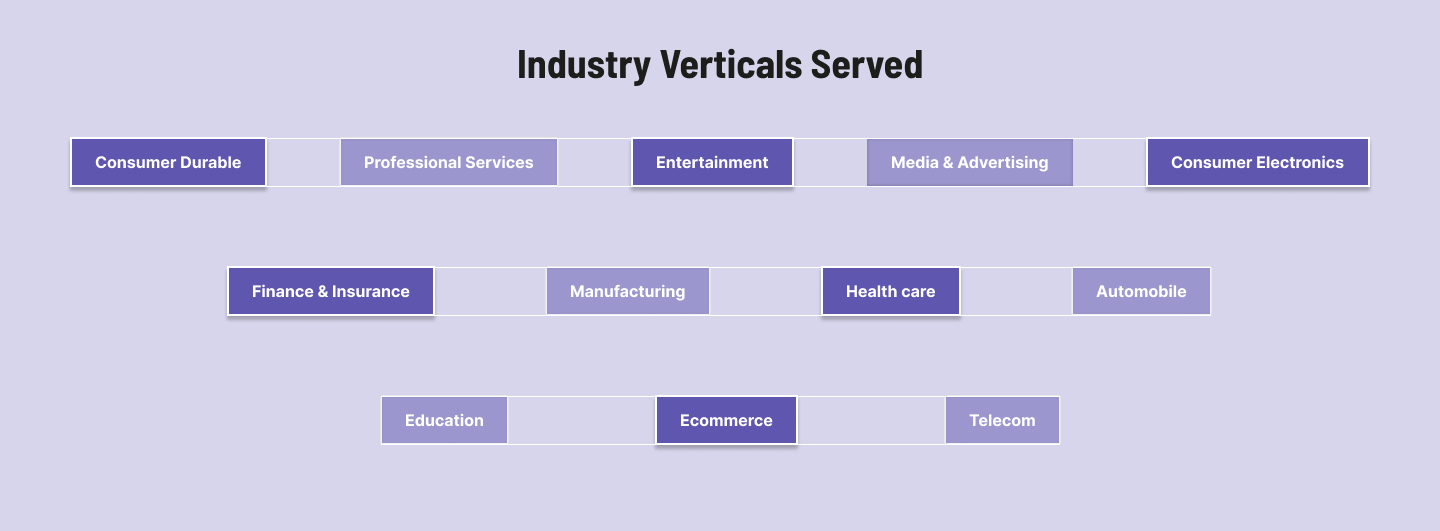 Industry Verticals Served
Consumer Durable Professional Services Entertainment Media & Advertising Consumer Electronics
Finance & Insurance Manufacturing Health care Automobile
Education Ecommerce Telecom